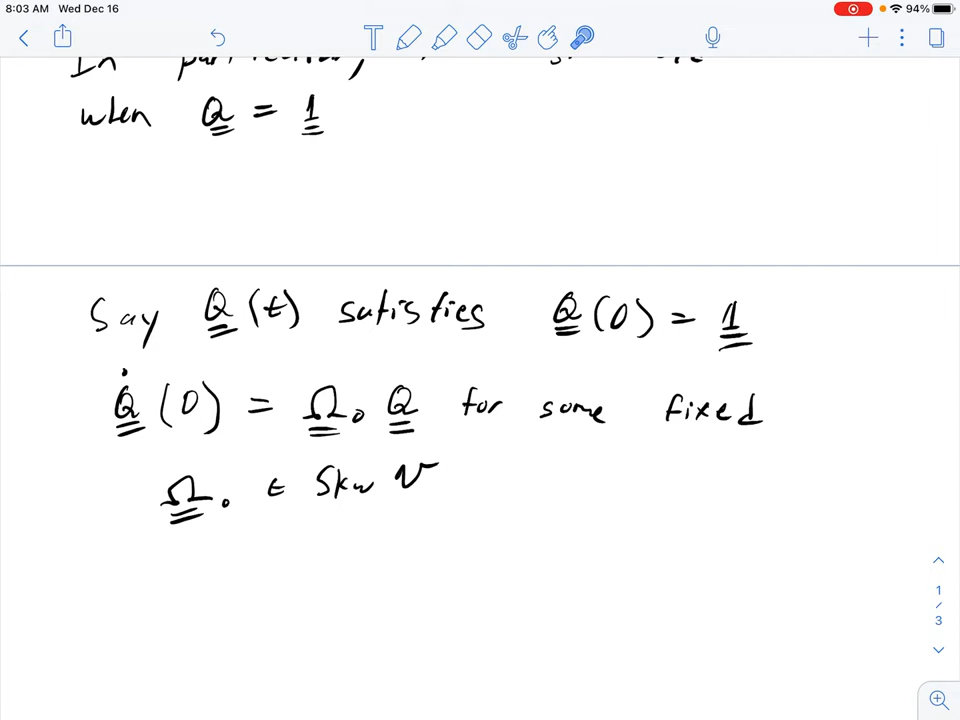 8:03 AM Wed Dec 16
94%
In
when Q = 1
Say Q(t) satisfies Q(0) = 1
Q̇(0) = Ω₀ Q for some fixed
Ω₀ ∈ Skw V
1
/
3